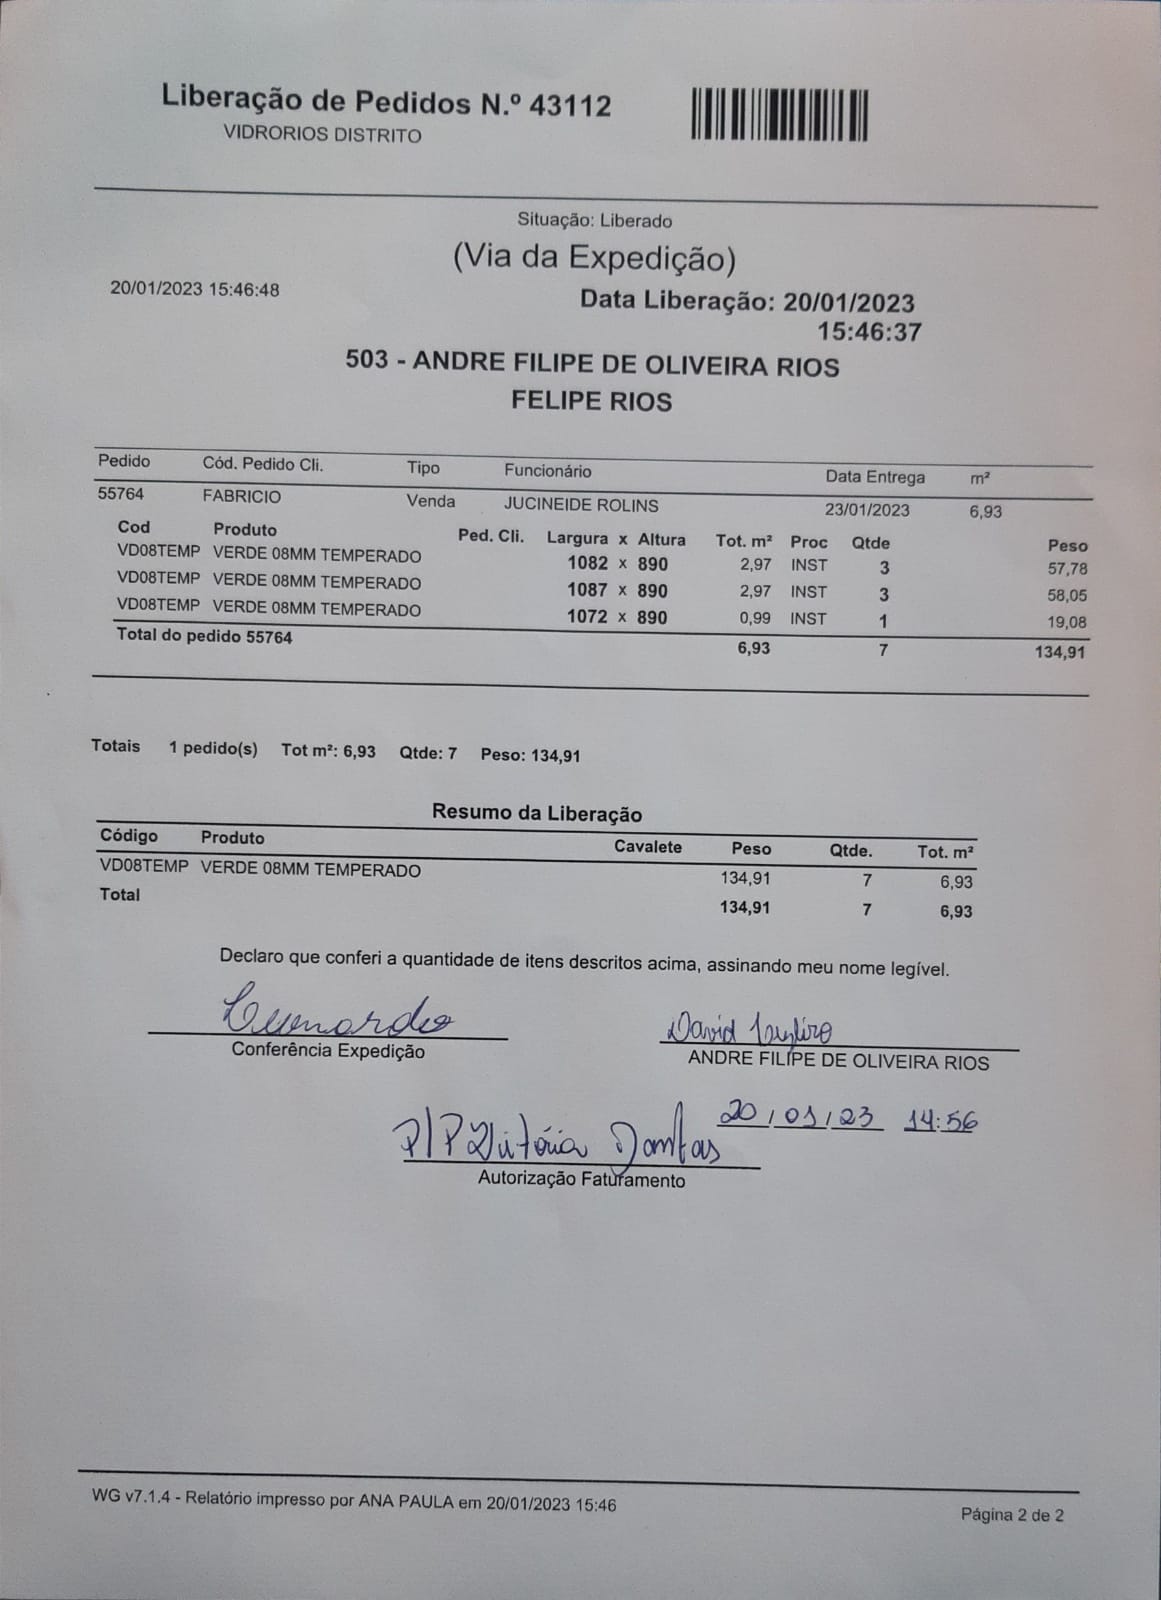 Liberação de Pedidos N.º 43112
VIDRORIOS DISTRITO
Situação: Liberado
(Via da Expedição)
20/01/2023 15:46:48
Data Liberação: 20/01/2023
15:46:37
503 - ANDRE FILIPE DE OLIVEIRA RIOS
FELIPE RIOS
Pedido Cód. Pedido Cli. Tipo Funcionário Data Entrega m²
55764 FABRICIO Venda JUCINEIDE ROLINS 23/01/2023 6,93
Cod Produto Ped. Cli. Largura x Altura Tot. m² Proc Qtde Peso
VD08TEMP VERDE 08MM TEMPERADO 1082 x 890 2,97 INST 3 57,78
VD08TEMP VERDE 08MM TEMPERADO 1087 x 890 2,97 INST 3 58,05
VD08TEMP VERDE 08MM TEMPERADO 1072 x 890 0,99 INST 1 19,08
Total do pedido 55764 6,93 7 134,91
Totais 1 pedido(s) Tot m²: 6,93 Qtde: 7 Peso: 134,91
Resumo da Liberação
Código Produto Cavalete Peso Qtde. Tot. m²
VD08TEMP VERDE 08MM TEMPERADO 134,91 7 6,93
Total 134,91 7 6,93
Declaro que conferi a quantidade de itens descritos acima, assinando meu nome legível.
Leonardo David
Conferência Expedição ANDRE FILIPE DE OLIVEIRA RIOS
20/01/23 14:56
P/P Vitória Dantas
Autorização Faturamento
WG v7.1.4 - Relatório impresso por ANA PAULA em 20/01/2023 15:46
Página 2 de 2